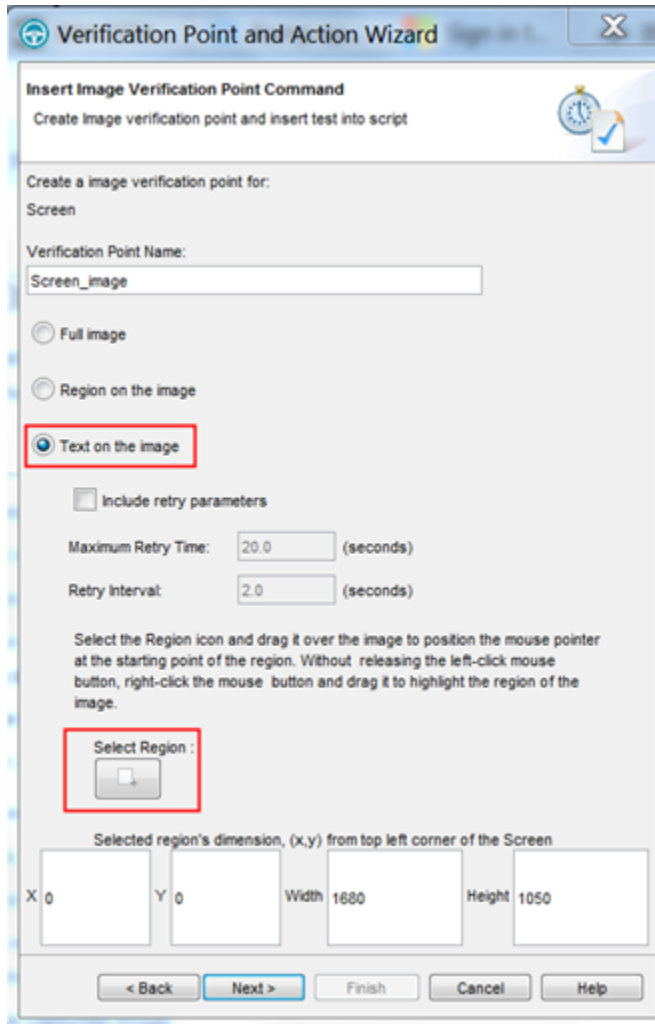 Verification Point and Action Wizard
Insert Image Verification Point Command
Create Image verification point and insert test into script
Create a image verification point for:
Screen
Verification Point Name:
Screen_image
Full image
Region on the image
Text on the image
Include retry parameters
Maximum Retry Time: 20.0 (seconds)
Retry Interval: 2.0 (seconds)
Select the Region icon and drag it over the image to position the mouse pointer
at the starting point of the region. Without releasing the left-click mouse
button, right-click the mouse button and drag it to highlight the region of the
image.
Select Region :
Selected region's dimension, (x,y) from top left corner of the Screen
X 0 Y 0 Width 1680 Height 1050
< Back Next > Finish Cancel Help